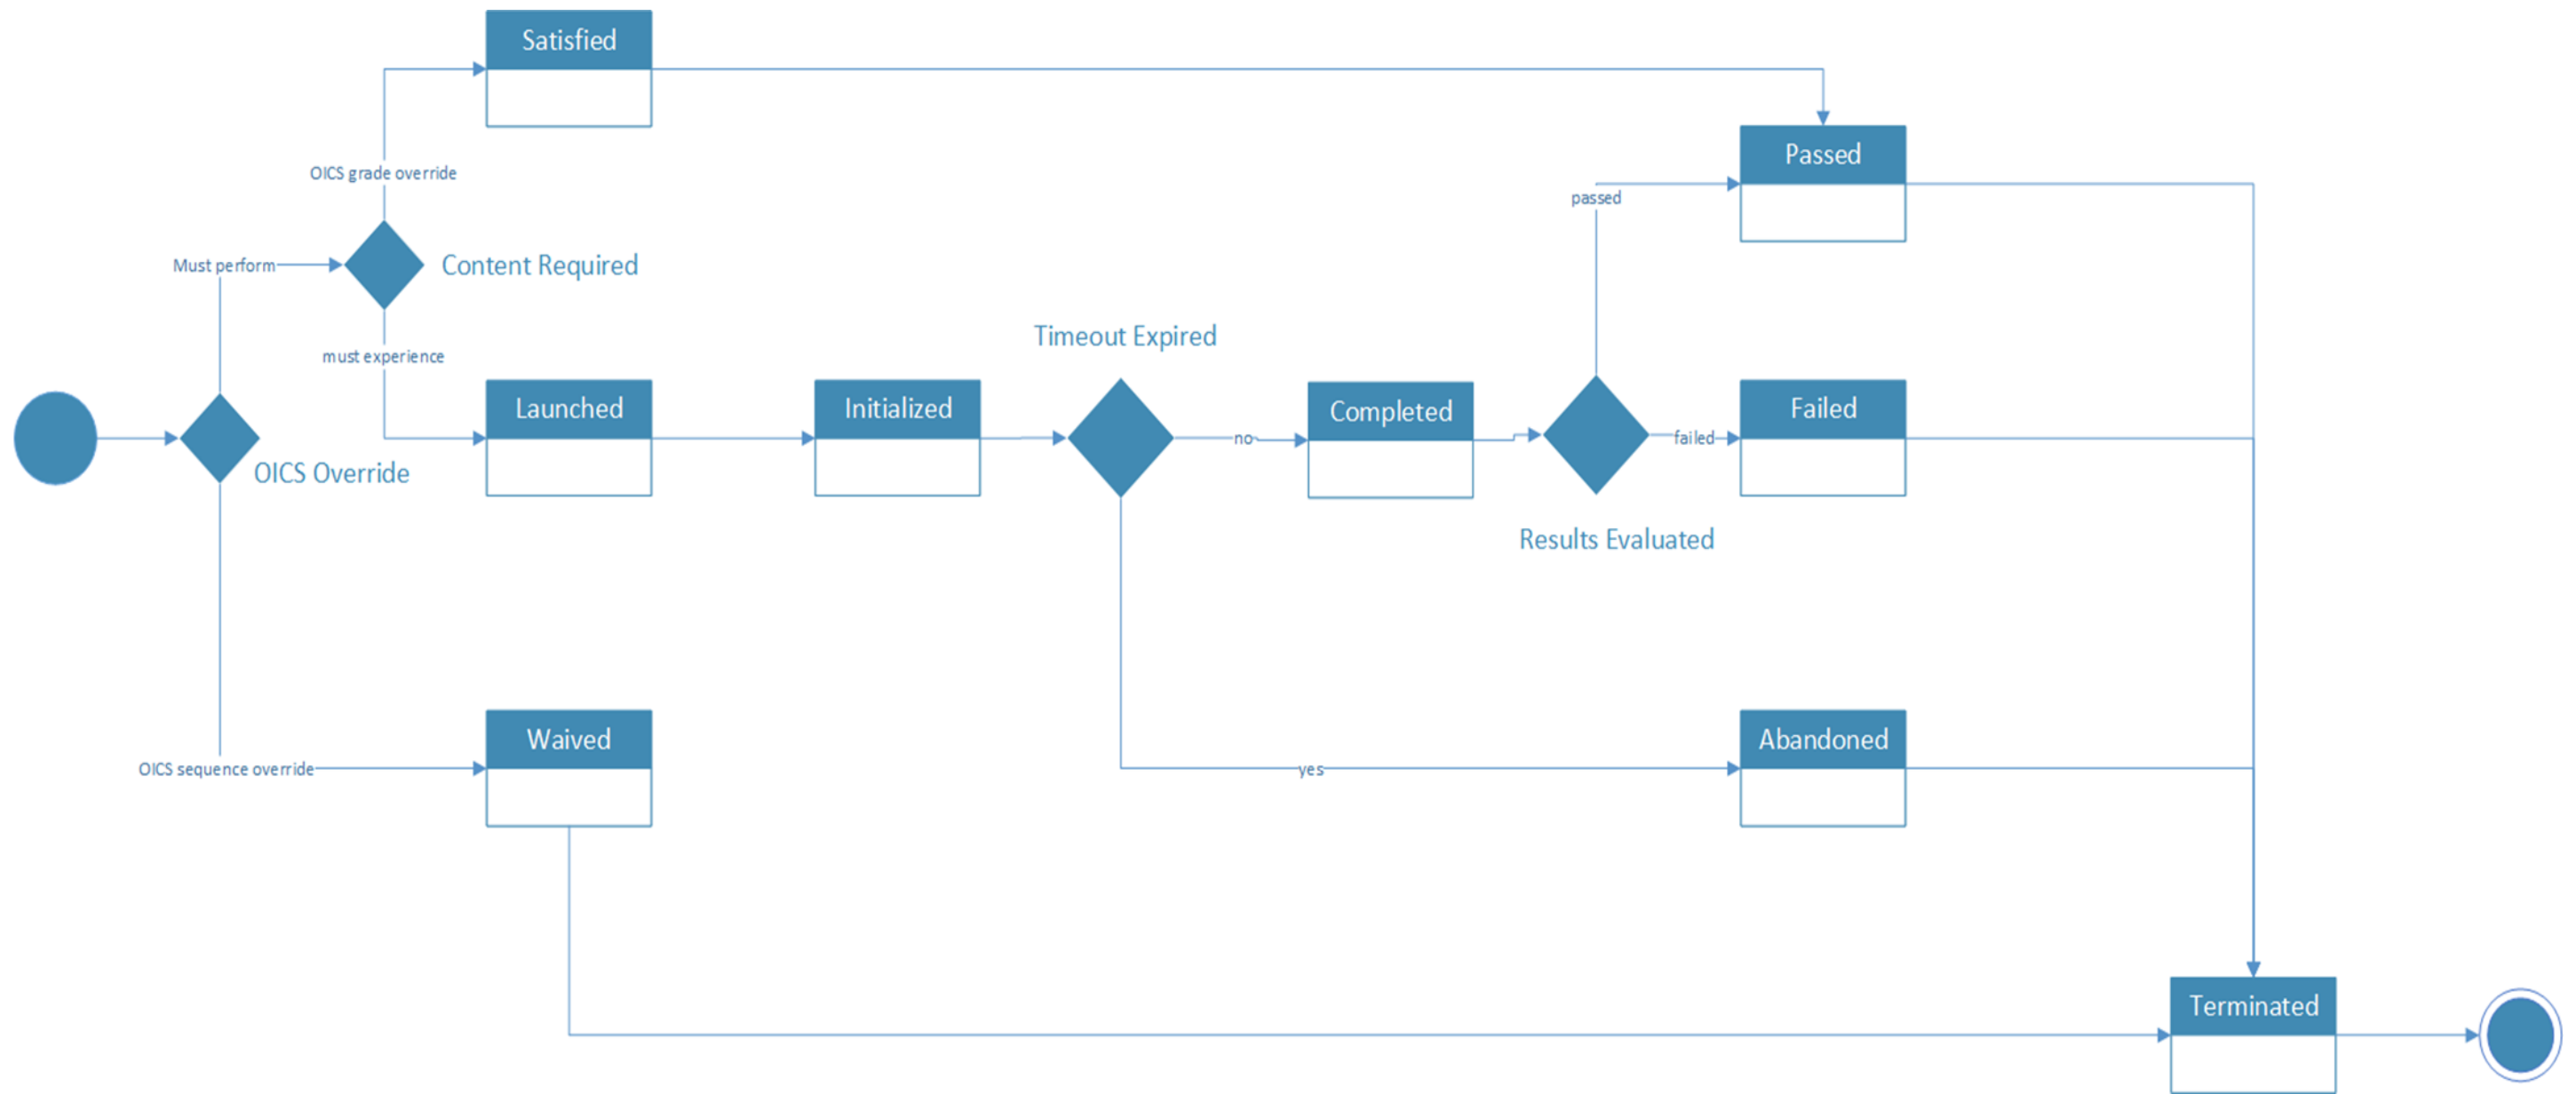 Satisfied
Passed
OICS grade override
passed
Must perform
Content Required
Timeout Expired
must experience
Launched
Initialized
no
Completed
failed
Failed
OICS Override
Results Evaluated
Waived
OICS sequence override
yes
Abandoned
Terminated